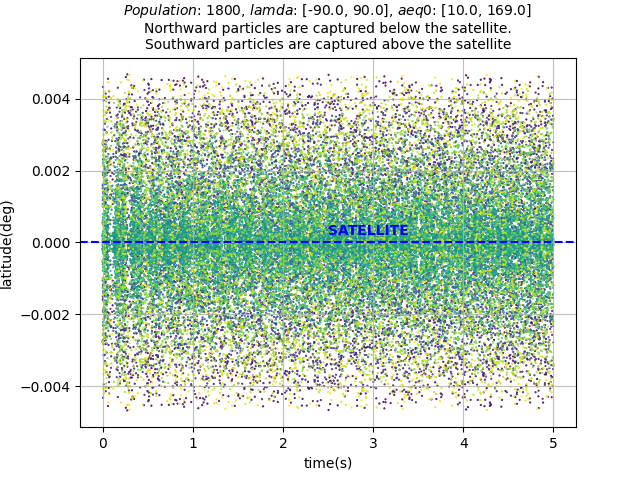 Population: 1800, lamda: [-90.0, 90.0], aeq0: [10.0, 169.0]
Northward particles are captured below the satellite.
Southward particles are captured above the satellite
0.004
0.002
0.000
−0.002
−0.004
latitude(deg)
SATELLITE
0 1 2 3 4 5
time(s)